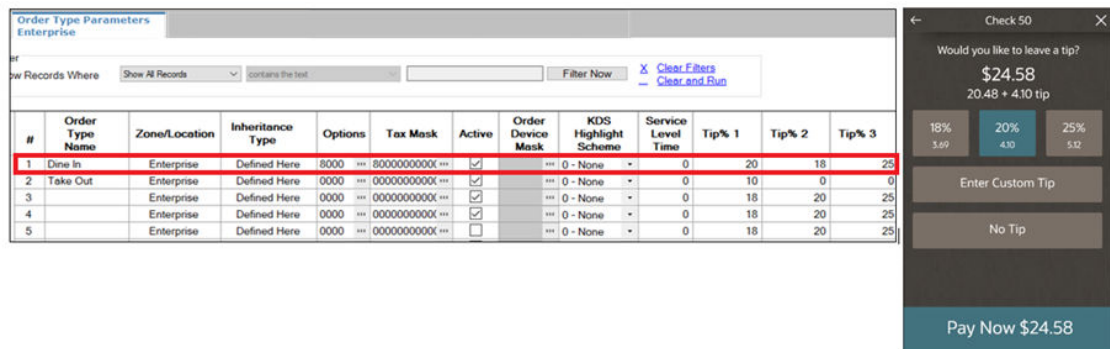 Order Type Parameters
Enterprise
er
ow Records Where Show All Records contains the text Filter Now X Clear Filters
Clear and Run
# Order Type Name Zone/Location Inheritance Type Options Tax Mask Active Order Device Mask KDS Highlight Scheme Service Level Time Tip% 1 Tip% 2 Tip% 3
1 Dine In Enterprise Defined Here 8000 ... 8000000000( ... ... 0 - None 0 20 18 25
2 Take Out Enterprise Defined Here 0000 ... 0000000000( ... ... 0 - None 0 10 0 0
3 Enterprise Defined Here 0000 ... 0000000000( ... ... 0 - None 0 18 20 25
4 Enterprise Defined Here 0000 ... 0000000000( ... ... 0 - None 0 18 20 25
5 Enterprise Defined Here 0000 ... 0000000000( ... ... 0 - None 0 18 20 25
Check 50
Would you like to leave a tip?
$24.58
20.48 + 4.10 tip
18% 20% 25%
3.69 4.10 5.12
Enter Custom Tip
No Tip
Pay Now $24.58